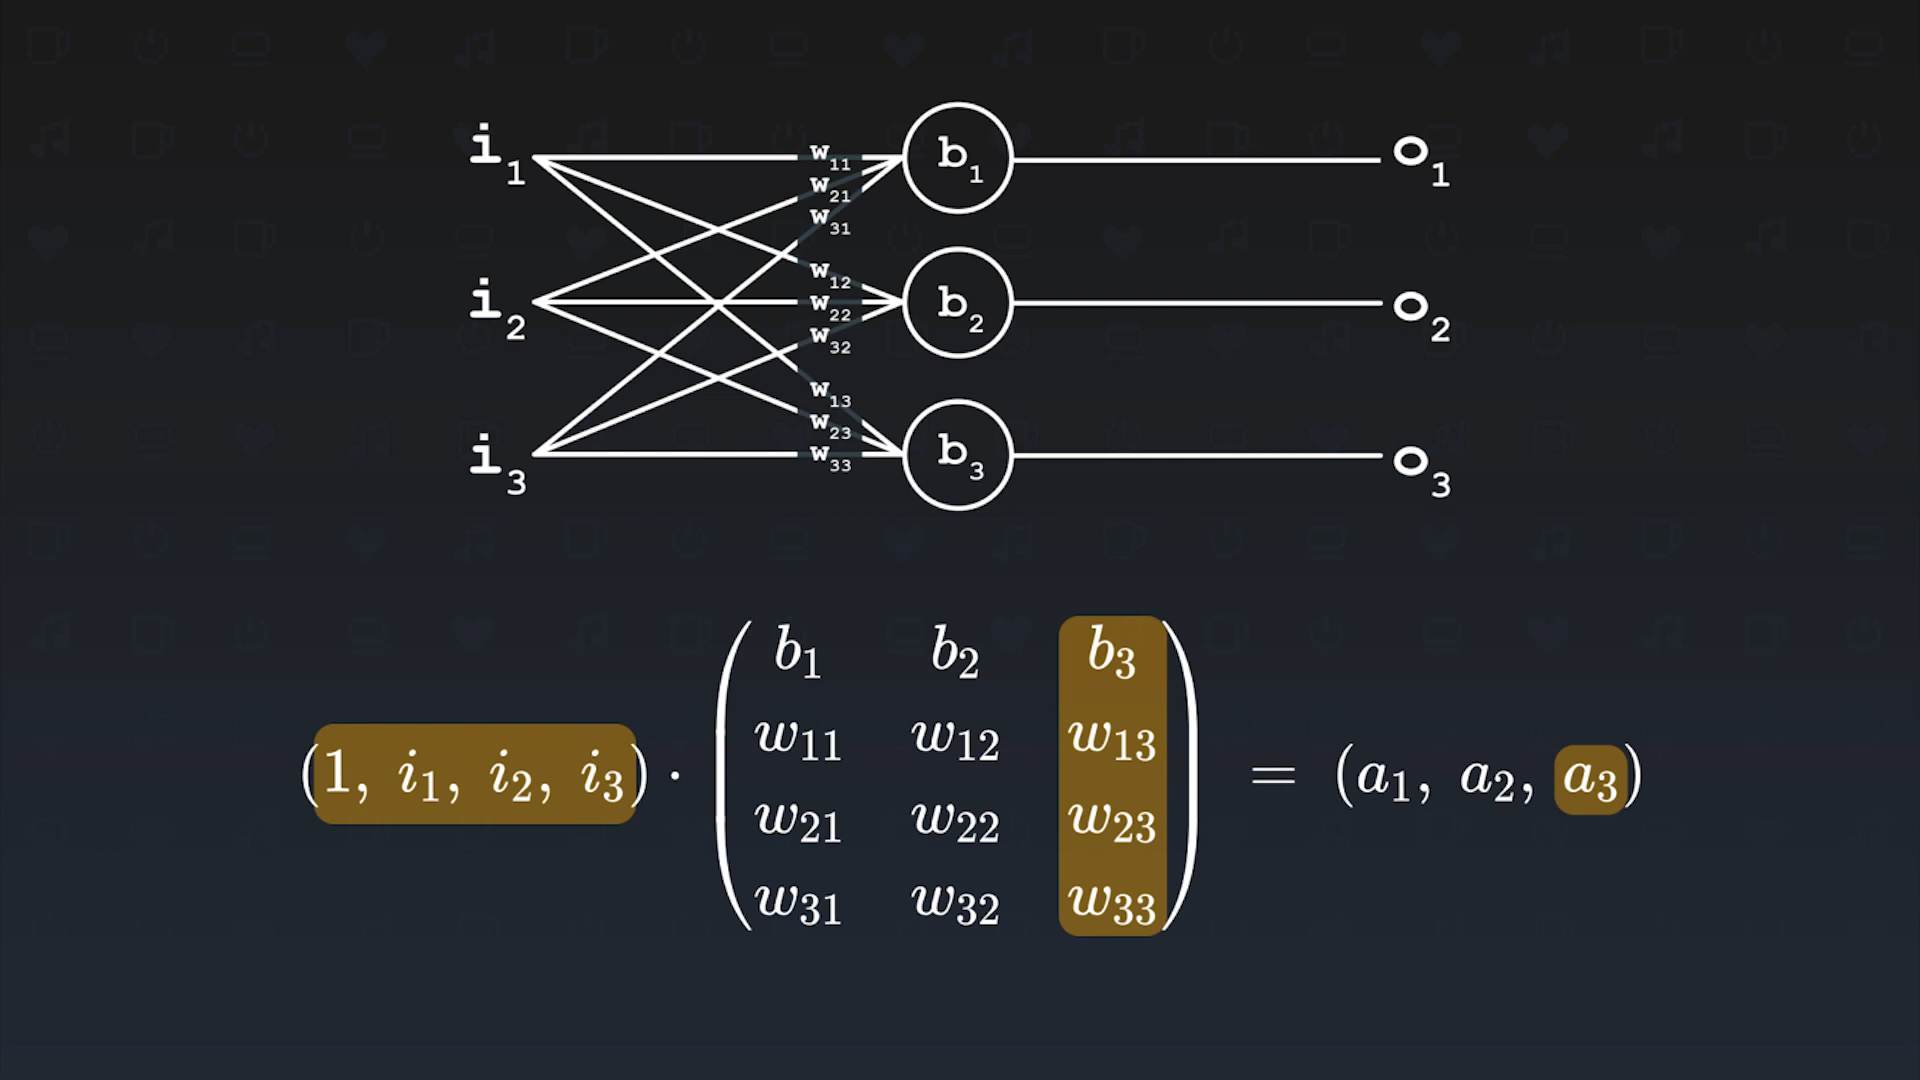 i₁ w₁₁ b₁ o₁
w₂₁
w₃₁
w₁₂
i₂ w₂₂ b₂ o₂
w₃₂
w₁₃
w₂₃
i₃ w₃₃ b₃ o₃
b₁ b₂ b₃
w₁₁ w₁₂ w₁₃
(1, i₁, i₂, i₃) · = (a₁, a₂, a₃)
w₂₁ w₂₂ w₂₃
w₃₁ w₃₂ w₃₃